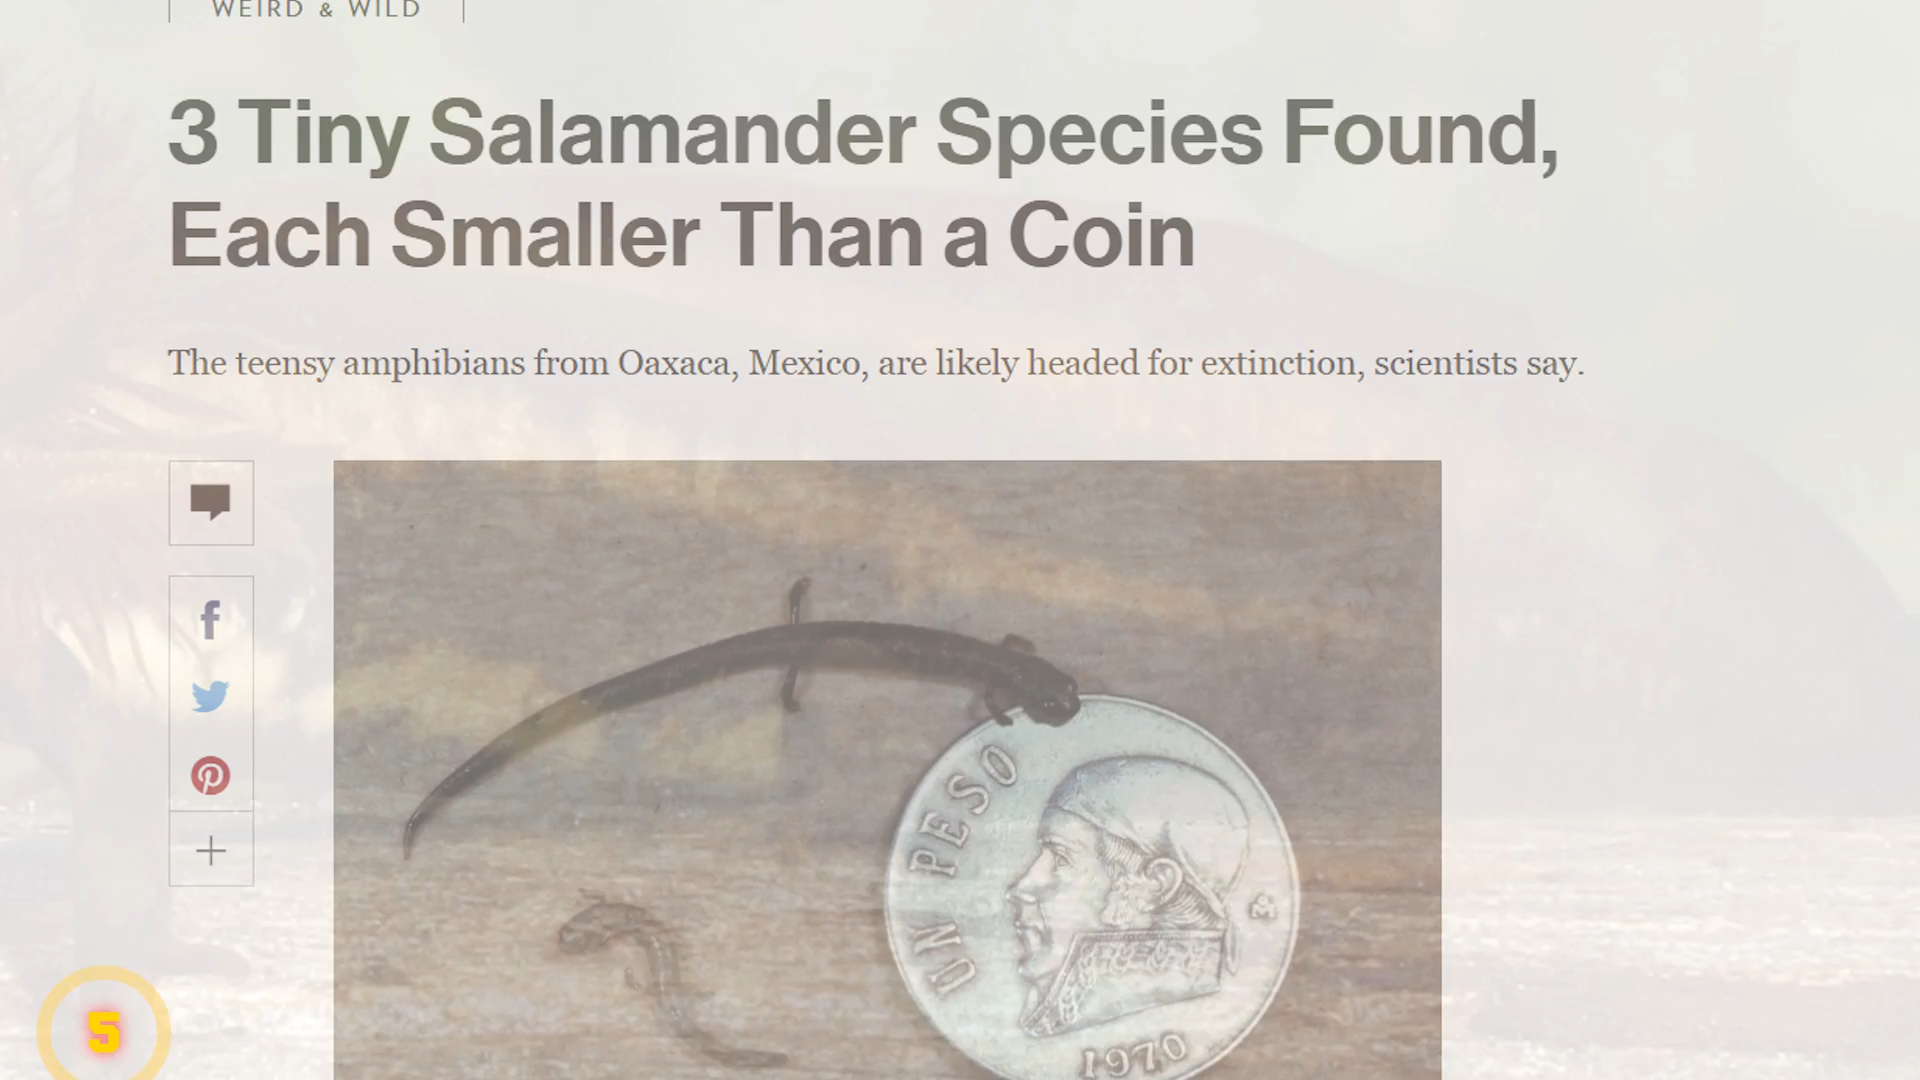 WEIRD & WILD
3 Tiny Salamander Species Found,
Each Smaller Than a Coin
The teensy amphibians from Oaxaca, Mexico, are likely headed for extinction, scientists say.
UN PESO
1970
5